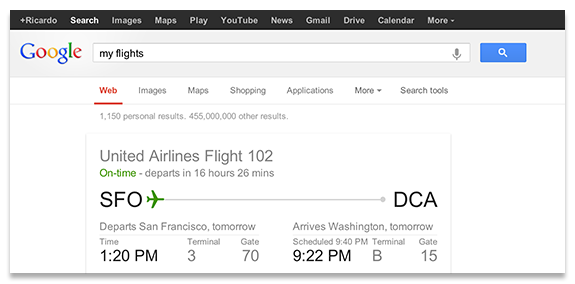 +Ricardo Search Images Maps Play YouTube News Gmail Drive Calendar More
Google my flights
Web Images Maps Shopping Applications More Search tools
1,150 personal results. 455,000,000 other results.
United Airlines Flight 102
On-time - departs in 16 hours 26 mins
SFO DCA
Departs San Francisco, tomorrow Arrives Washington, tomorrow
Time Terminal Gate Scheduled 9:40 PM Terminal Gate
1:20 PM 3 70 9:22 PM B 15